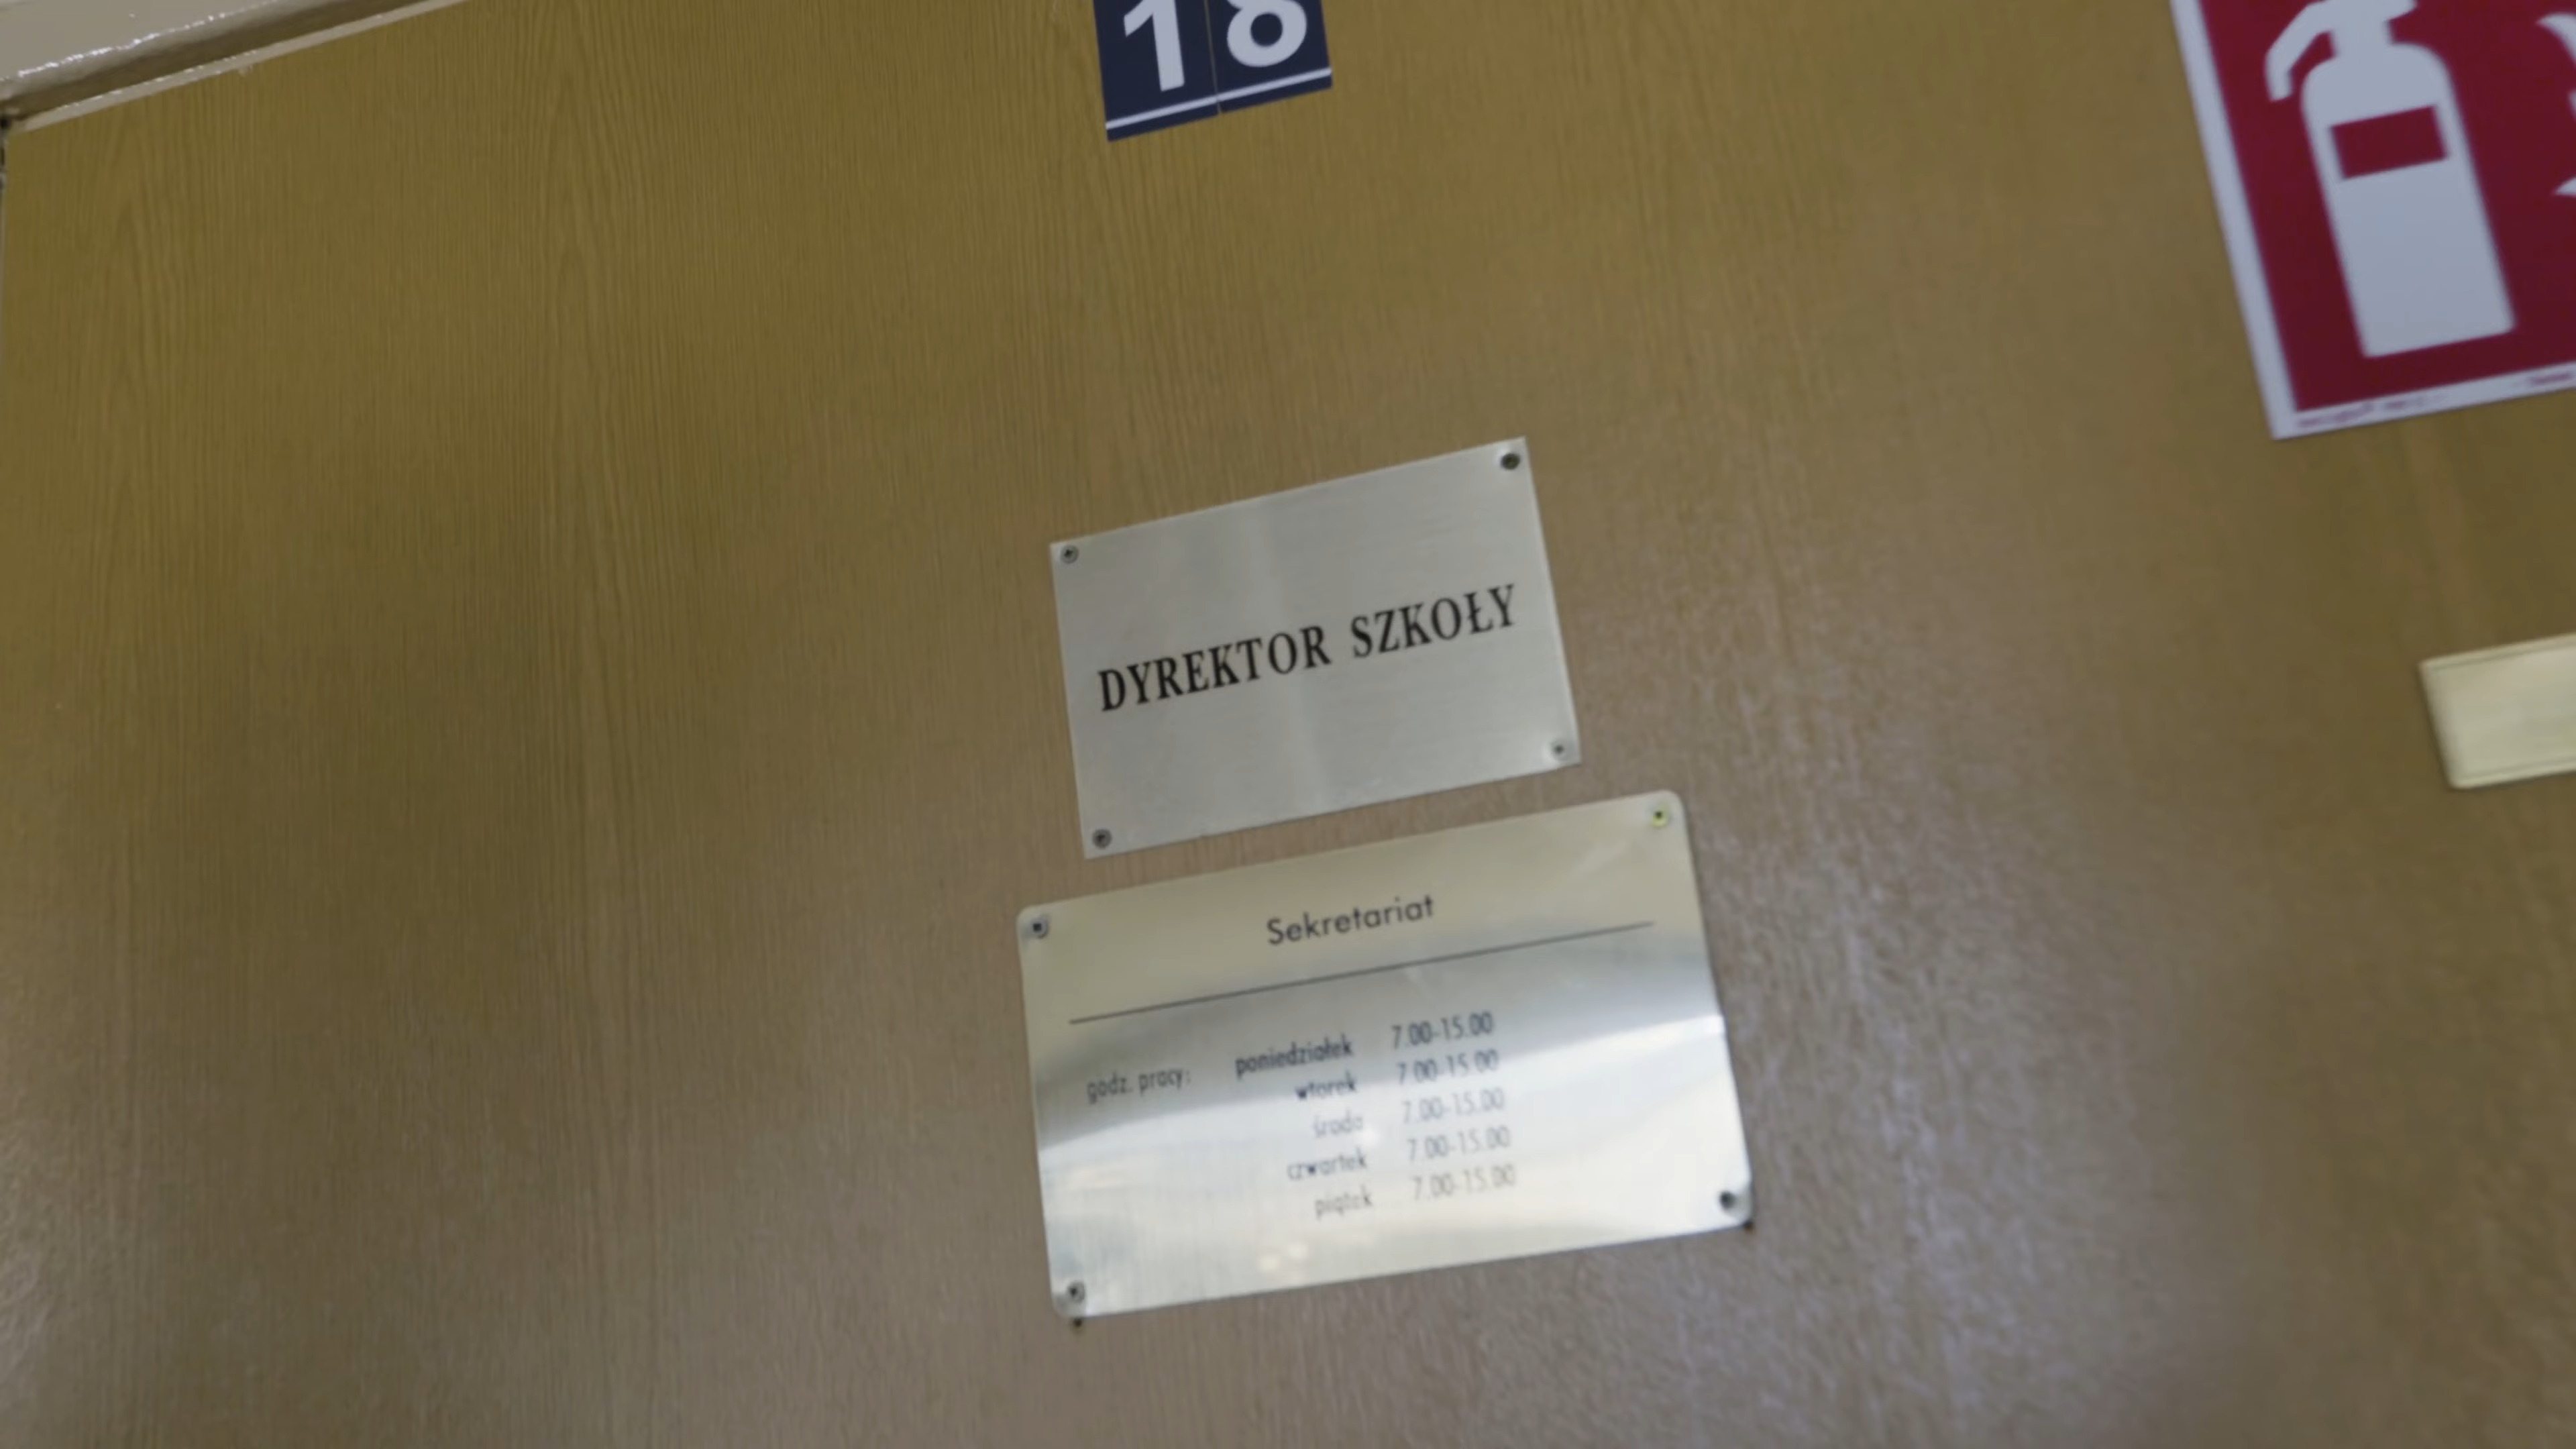 18
DYREKTOR SZKOŁY
Sekretariat
godz. pracy: poniedziałek 7.00-15.00
wtorek 7.00-15.00
środa 7.00-15.00
czwartek 7.00-15.00
piątek 7.00-15.00